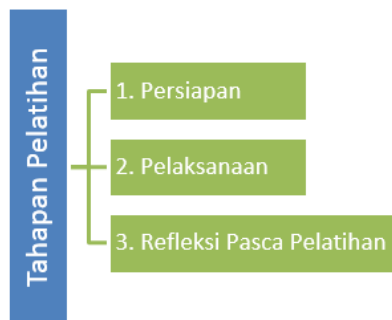 Tahapan Pelatihan
1. Persiapan
2. Pelaksanaan
3. Refleksi Pasca Pelatihan